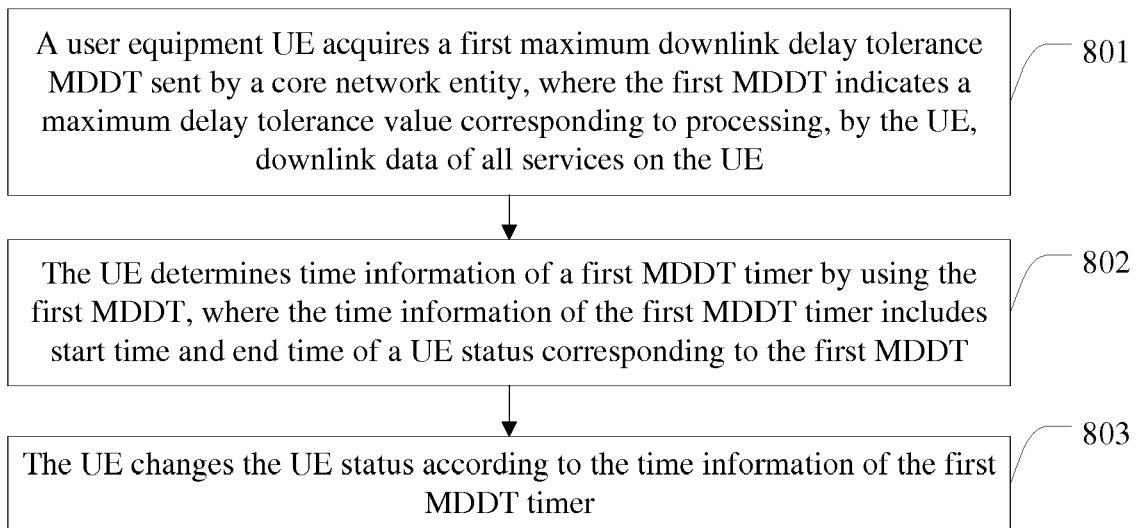 A user equipment UE acquires a first maximum downlink delay tolerance
MDDT sent by a core network entity, where the first MDDT indicates a
maximum delay tolerance value corresponding to processing, by the UE,
downlink data of all services on the UE
801
The UE determines time information of a first MDDT timer by using the
first MDDT, where the time information of the first MDDT timer includes
start time and end time of a UE status corresponding to the first MDDT
802
The UE changes the UE status according to the time information of the first
MDDT timer
803